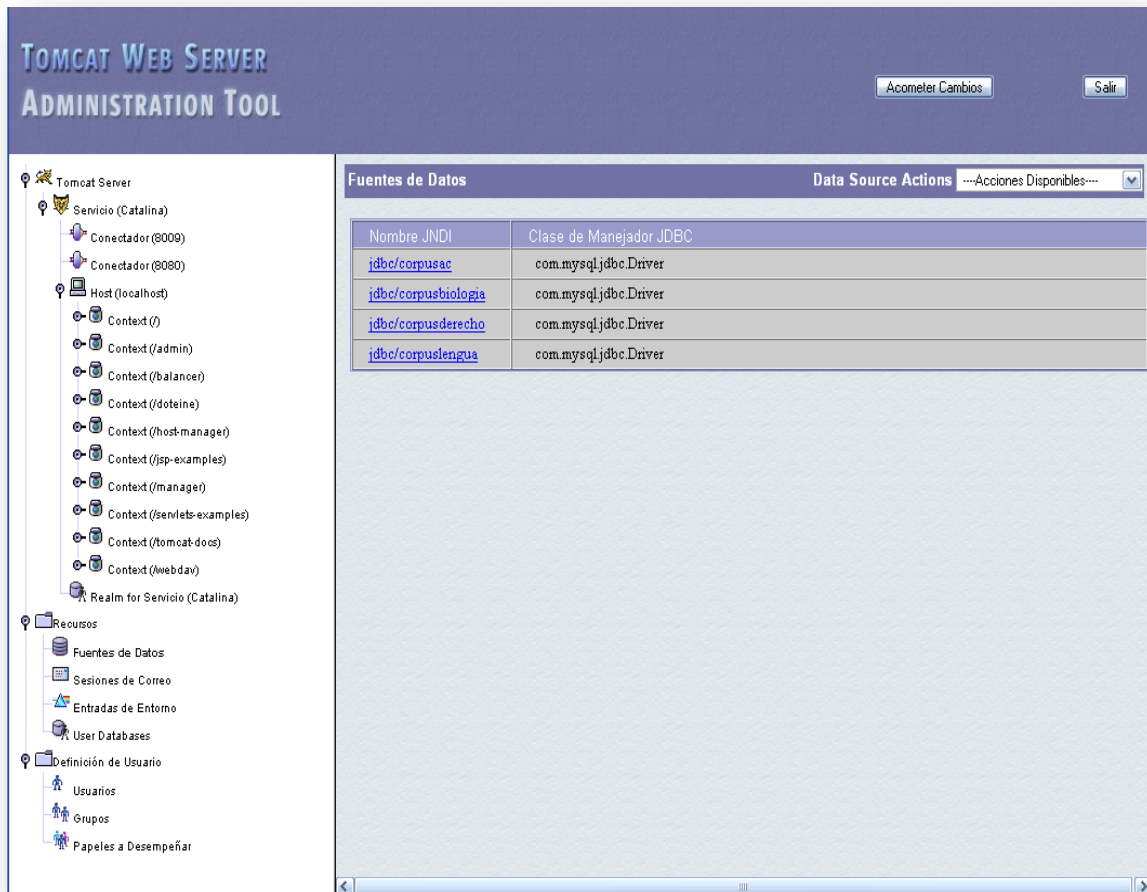 TOMCAT WEB SERVER
ADMINISTRATION TOOL
Acometer Cambios
Salir
Tomcat Server
Servicio (Catalina)
Conectador (8009)
Conectador (8080)
Host (localhost)
Context (/)
Context (/admin)
Context (/balancer)
Context (/doteine)
Context (/host-manager)
Context (/jsp-examples)
Context (/manager)
Context (/servlets-examples)
Context (/tomcat-docs)
Context (/webdav)
Realm for Servicio (Catalina)
Recursos
Fuentes de Datos
Sesiones de Correo
Entradas de Entorno
User Databases
Definición de Usuario
Usuarios
Grupos
Papeles a Desempeñar
Fuentes de Datos
Data Source Actions ----Acciones Disponibles----
Nombre JNDI Clase de Manejador JDBC
jdbc/corpusac com.mysql.jdbc.Driver
jdbc/corpusbiologia com.mysql.jdbc.Driver
jdbc/corpusderecho com.mysql.jdbc.Driver
jdbc/corpuslengua com.mysql.jdbc.Driver